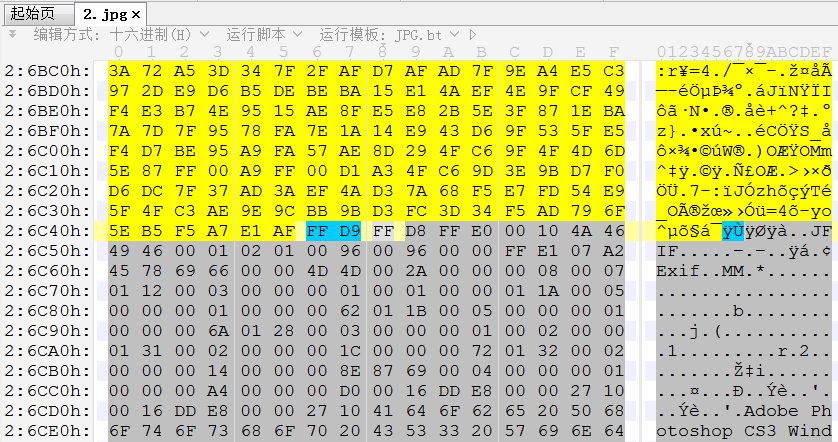 起始页 2.jpg ×
编辑方式: 十六进制(H) 运行脚本 运行模板: JPG.bt
0 1 2 3 4 5 6 7 8 9 A B C D E F 0123456789ABCDEF
2:6BC0h: 3A 72 A5 3D 34 7F 2F AF D7 AF AD 7F 9E A4 E5 C3 :r¥=4./¯×¯­.ž¤åÃ
2:6BD0h: 97 2D E9 D6 B5 DE BE BA 15 E1 4A EF 4E 9F CF 49 —-éÖµÞ¾º.áJïNŸÏI
2:6BE0h: F4 E3 B7 4E 95 15 AE 8F E5 E8 2B 5E 3F 87 1E BA ôã·N•.®.åè+^?‡.º
2:6BF0h: 7A 7D 7F 95 78 FA 7E 1A 14 E9 43 D6 9F 53 5F E5 z}.•xú~..éCÖŸS_å
2:6C00h: F4 D7 BE 95 A9 FA 57 AE 8D 29 4F C6 9F 4F 4D 6D ô×¾•©úW®.)OÆŸOMm
2:6C10h: 5E 87 FF 00 A9 FF 00 D1 A3 4F C6 9D 3E 9B D7 F0 ^‡ÿ.©ÿ.Ñ£OÆ.>›×ð
2:6C20h: D6 DC 7F 37 AD 3A EF 4A D3 7A 68 F5 E7 FD 54 E9 ÖÜ.7­:ïJÓzhõçýTé
2:6C30h: 5F 4F C3 AE 9E 9C BB 9B D3 FC 3D 34 F5 AD 79 6F _OÃ®žœ»›Óü=4õ­yo
2:6C40h: 5E B5 F5 A7 E1 AF FF D9 FF D8 FF E0 00 10 4A 46 ^µõ§á¯ÿÙÿØÿà..JF
2:6C50h: 49 46 00 01 02 01 00 96 00 96 00 00 FF E1 07 A2 IF.....–.–..ÿá.¢
2:6C60h: 45 78 69 66 00 00 4D 4D 00 2A 00 00 00 08 00 07 Exif..MM.*......
2:6C70h: 01 12 00 03 00 00 00 01 00 01 00 00 01 1A 00 05 ................
2:6C80h: 00 00 00 01 00 00 00 62 01 1B 00 05 00 00 00 01 .......b........
2:6C90h: 00 00 00 6A 01 28 00 03 00 00 00 01 00 02 00 00 ...j.(..........
2:6CA0h: 01 31 00 02 00 00 00 1C 00 00 00 72 01 32 00 02 .1.........r.2..
2:6CB0h: 00 00 00 14 00 00 00 8E 87 69 00 04 00 00 00 01 .......Ž‡i......
2:6CC0h: 00 00 00 A4 00 00 00 D0 00 16 DD E8 00 00 27 10 ...¤...Ð..Ýè..'.
2:6CD0h: 00 16 DD E8 00 00 27 10 41 64 6F 62 65 20 50 68 ..Ýè..'.Adobe Ph
2:6CE0h: 6F 74 6F 73 68 6F 70 20 43 53 33 20 57 69 6E 64 otoshop CS3 Wind